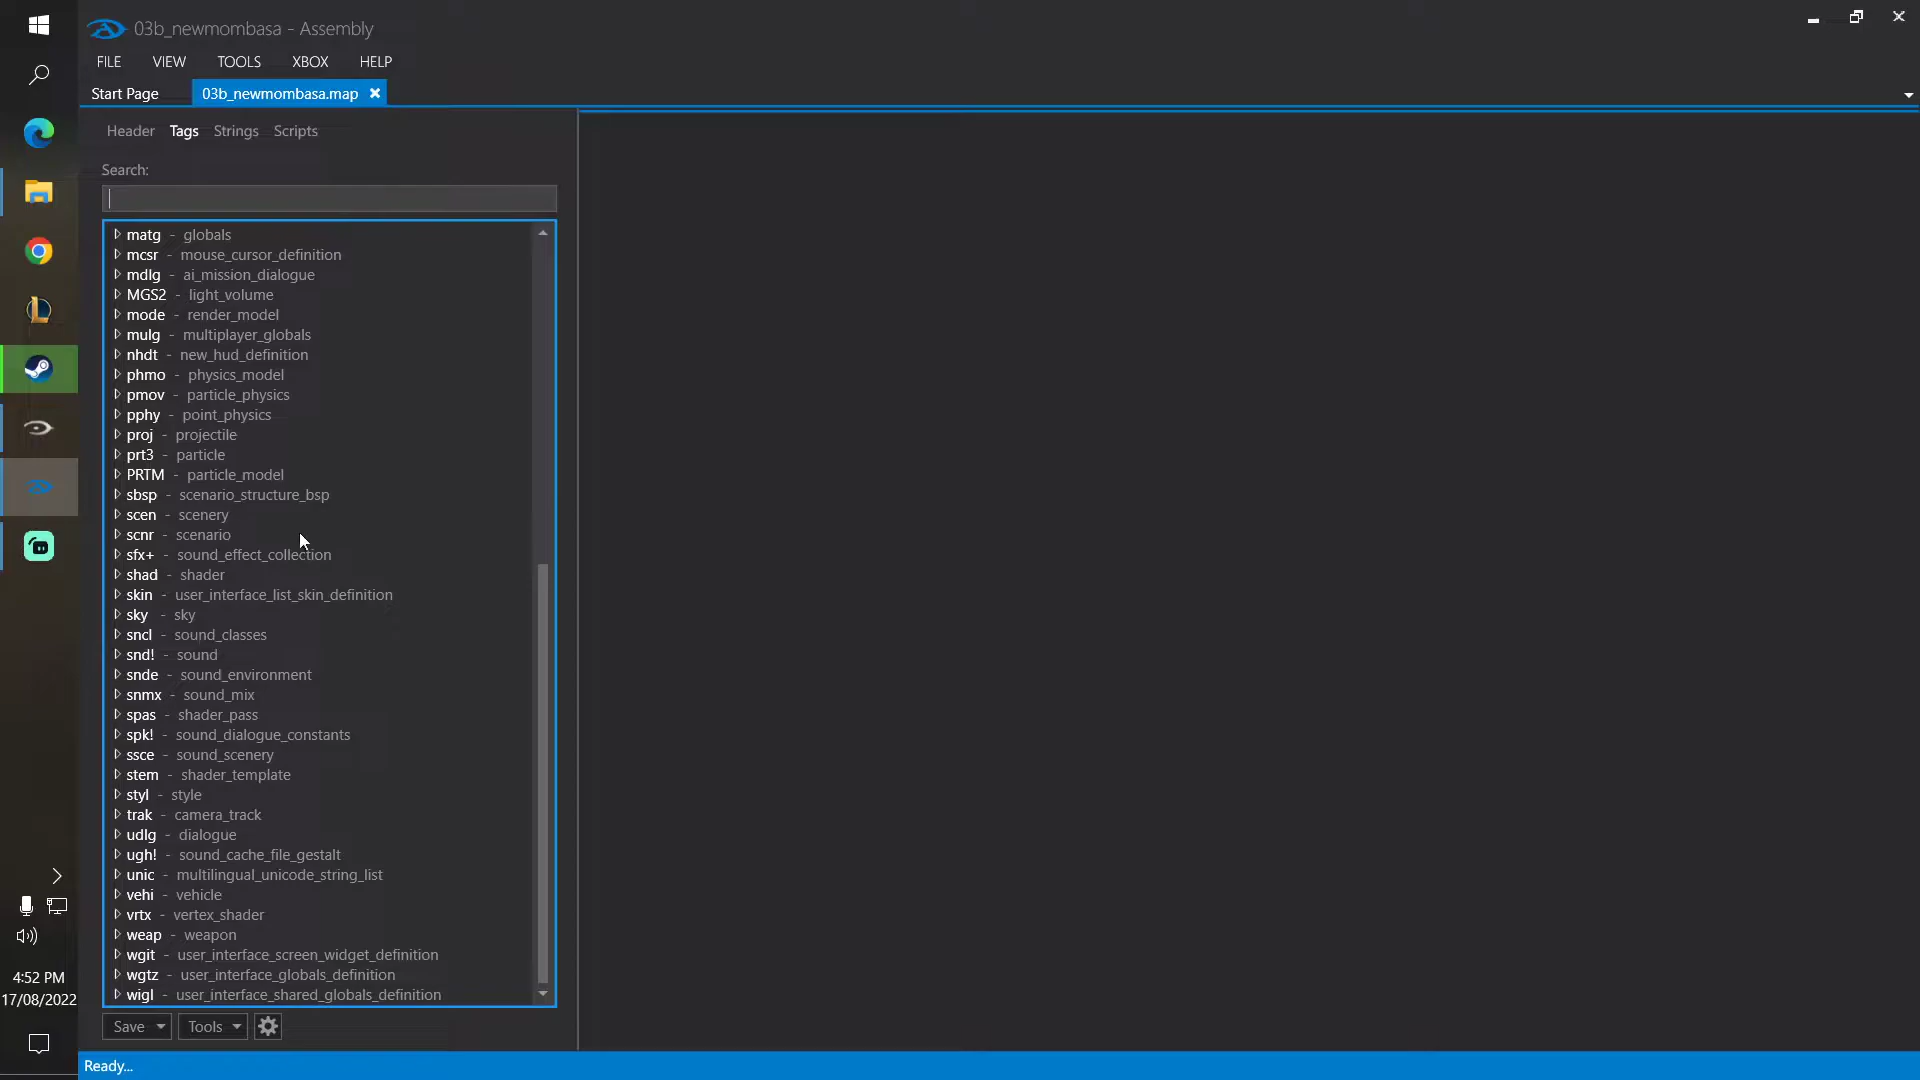 03b_newmombasa - Assembly
FILE VIEW TOOLS XBOX HELP
Start Page 03b_newmombasa.map
Header Tags Strings Scripts
Search:
matg - globals
mcsr - mouse_cursor_definition
mdlg - ai_mission_dialogue
MGS2 - light_volume
mode - render_model
mulg - multiplayer_globals
nhdt - new_hud_definition
phmo - physics_model
pmov - particle_physics
pphy - point_physics
proj - projectile
prt3 - particle
PRTM - particle_model
sbsp - scenario_structure_bsp
scen - scenery
scnr - scenario
sfx+ - sound_effect_collection
shad - shader
skin - user_interface_list_skin_definition
sky - sky
sncl - sound_classes
snd! - sound
snde - sound_environment
snmx - sound_mix
spas - shader_pass
spk! - sound_dialogue_constants
ssce - sound_scenery
stem - shader_template
styl - style
trak - camera_track
udlg - dialogue
ugh! - sound_cache_file_gestalt
unic - multilingual_unicode_string_list
vehi - vehicle
vrtx - vertex_shader
weap - weapon
wgit - user_interface_screen_widget_definition
wgtz - user_interface_globals_definition
wigl - user_interface_shared_globals_definition
Save Tools
Ready...
4:52 PM
17/08/2022